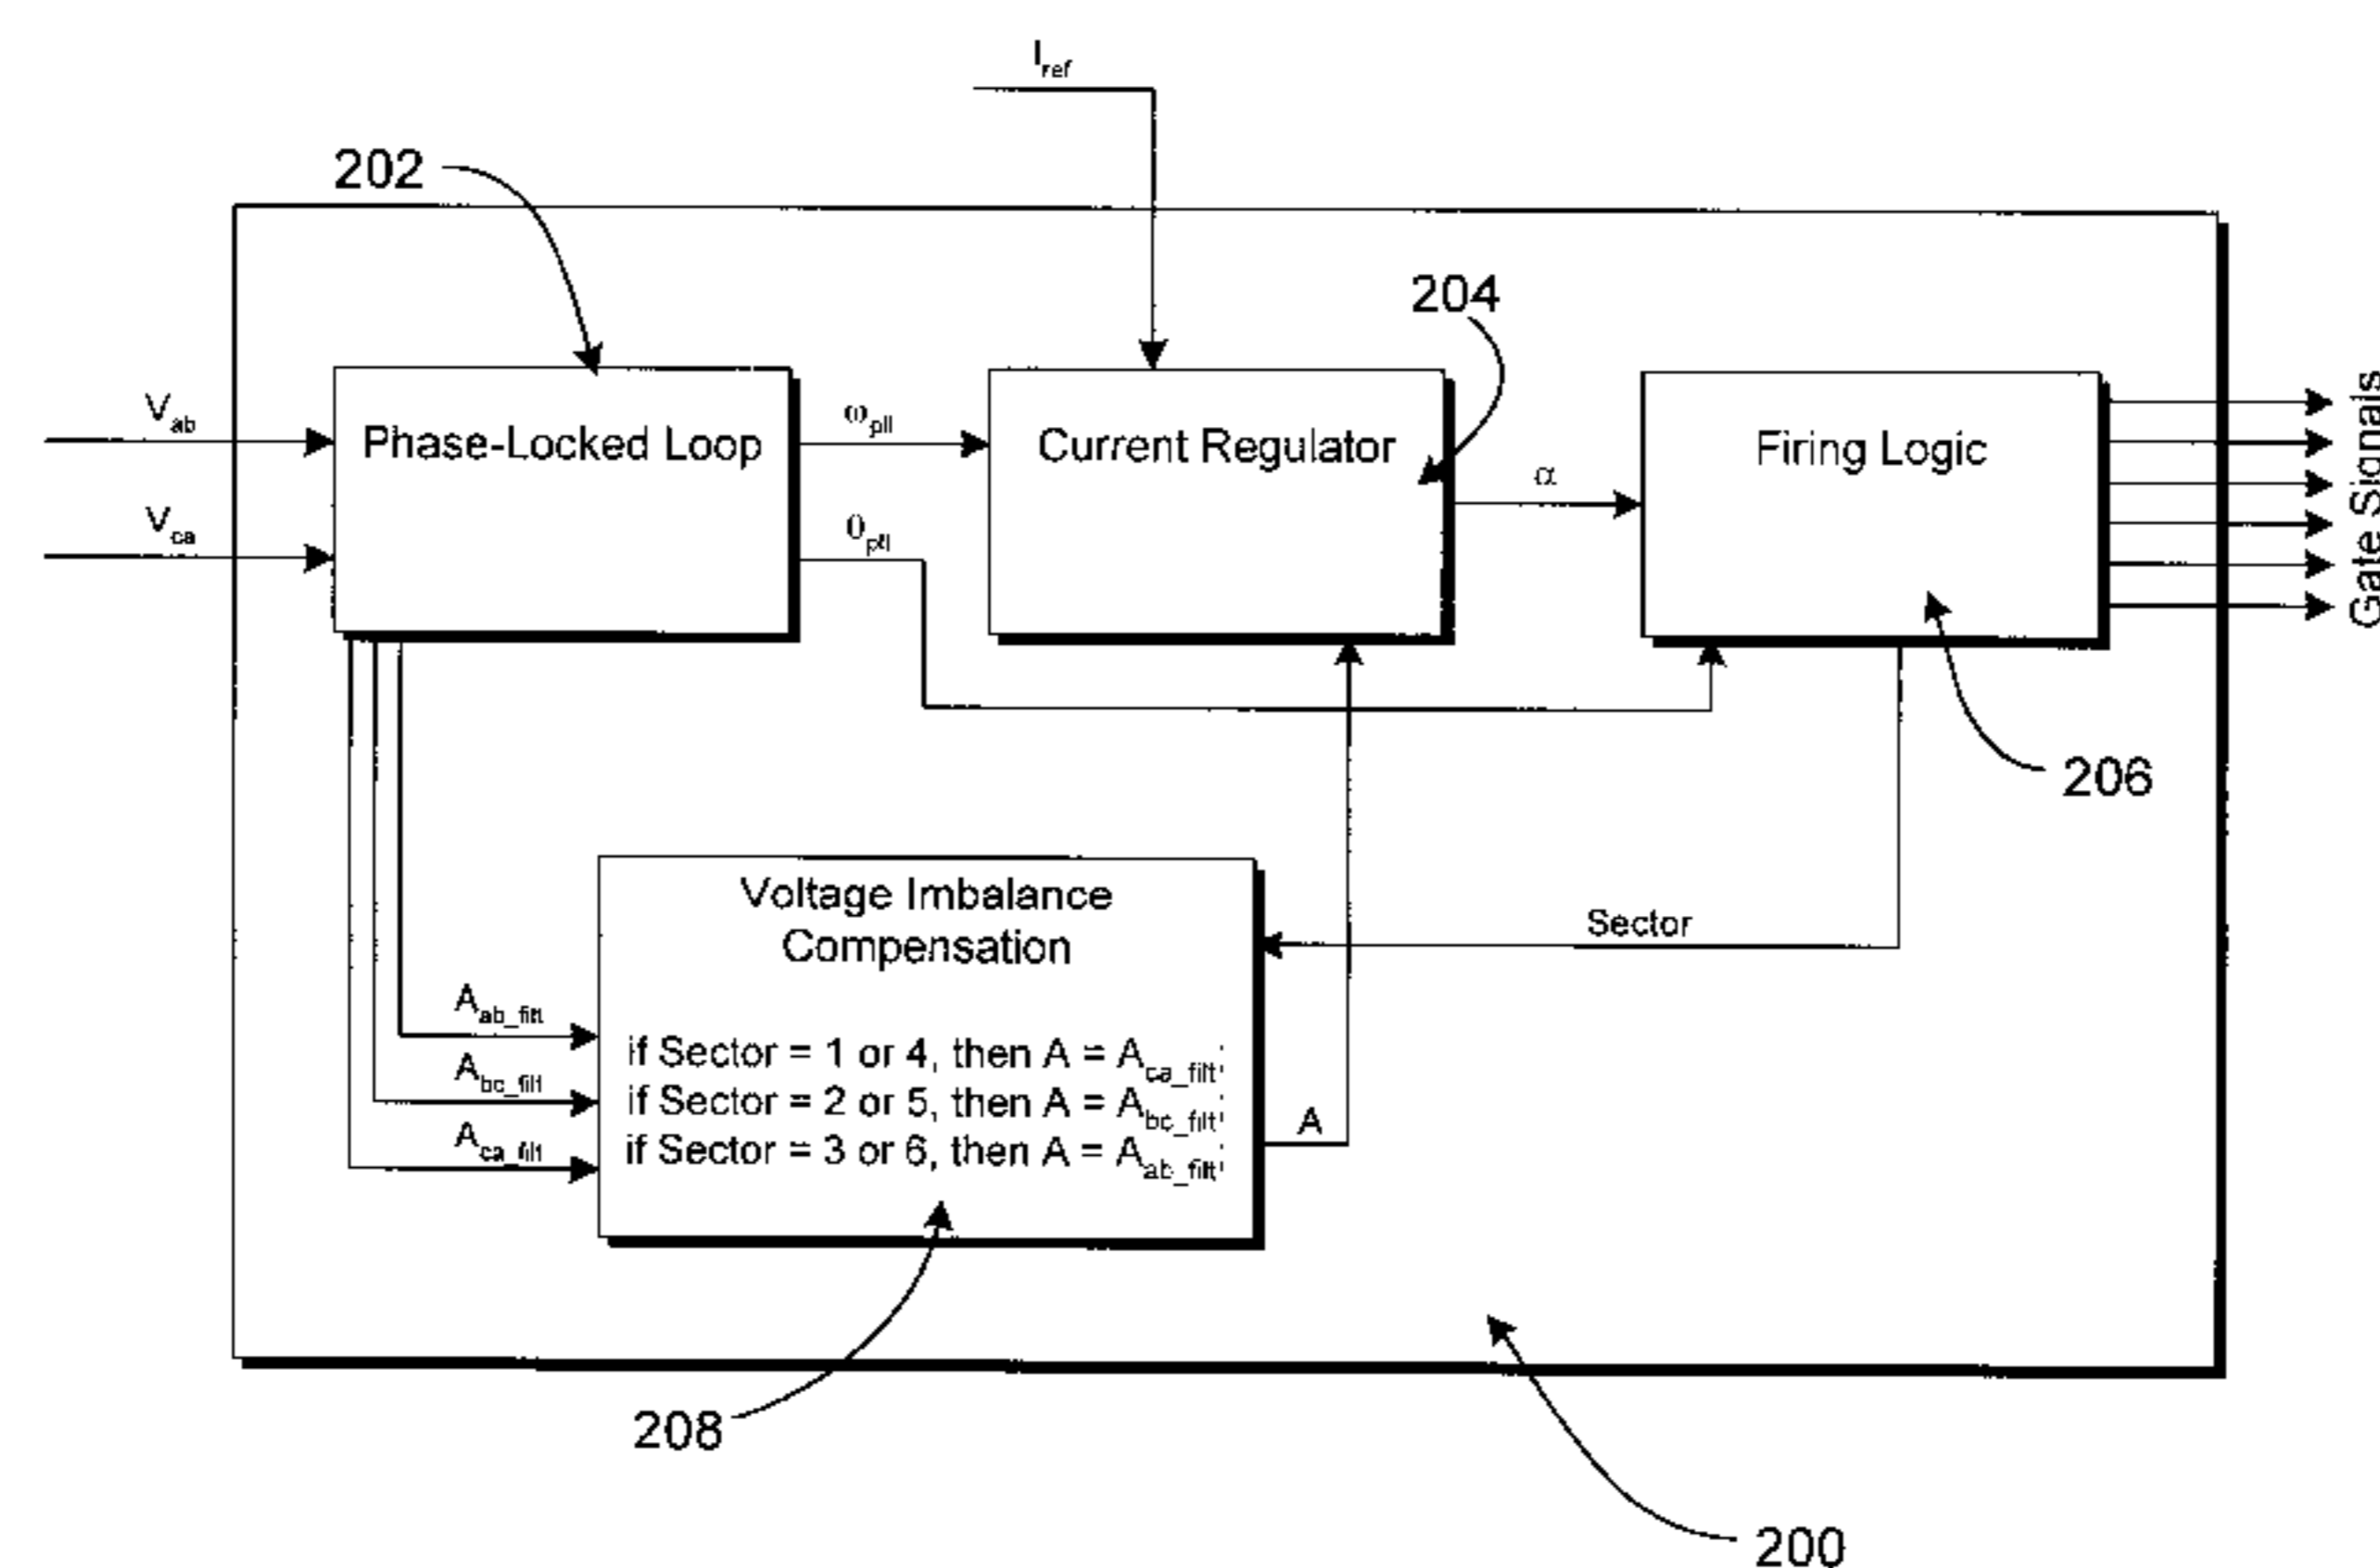 I_ref
202
204
V_ab
V_ca
Phase-Locked Loop
ω_pll
θ_pll
Current Regulator
α
Firing Logic
Gate Signals
206
Voltage Imbalance
Compensation
Sector
A_ab_filt
A_bc_filt
A_ca_filt
if Sector = 1 or 4, then A = A_ca_filt;
if Sector = 2 or 5, then A = A_bc_filt;
if Sector = 3 or 6, then A = A_ab_filt;
A
208
200